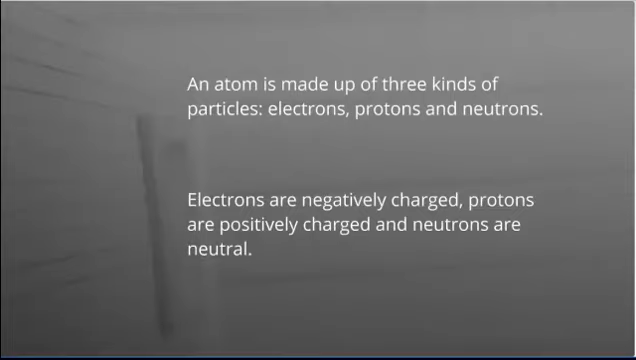 An atom is made up of three kinds of
particles: electrons, protons and neutrons.
Electrons are negatively charged, protons
are positively charged and neutrons are
neutral.